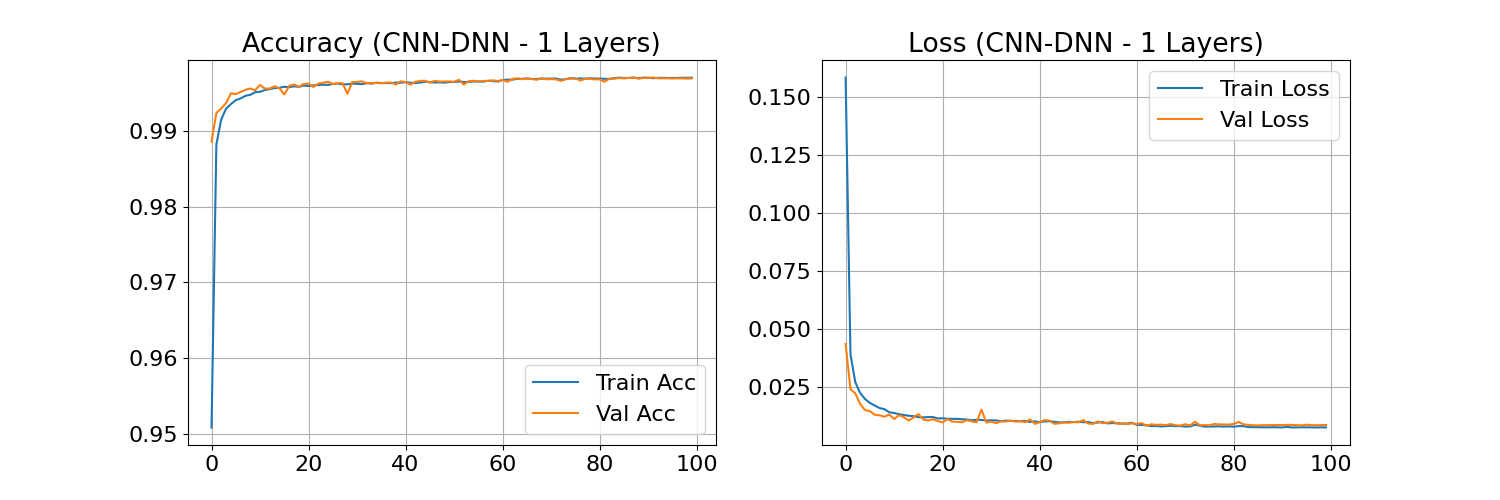 Accuracy (CNN-DNN - 1 Layers)
0.99
0.98
0.97
0.96
0.95
0 20 40 60 80 100
Train Acc
Val Acc
Loss (CNN-DNN - 1 Layers)
0.150
0.125
0.100
0.075
0.050
0.025
0 20 40 60 80 100
Train Loss
Val Loss